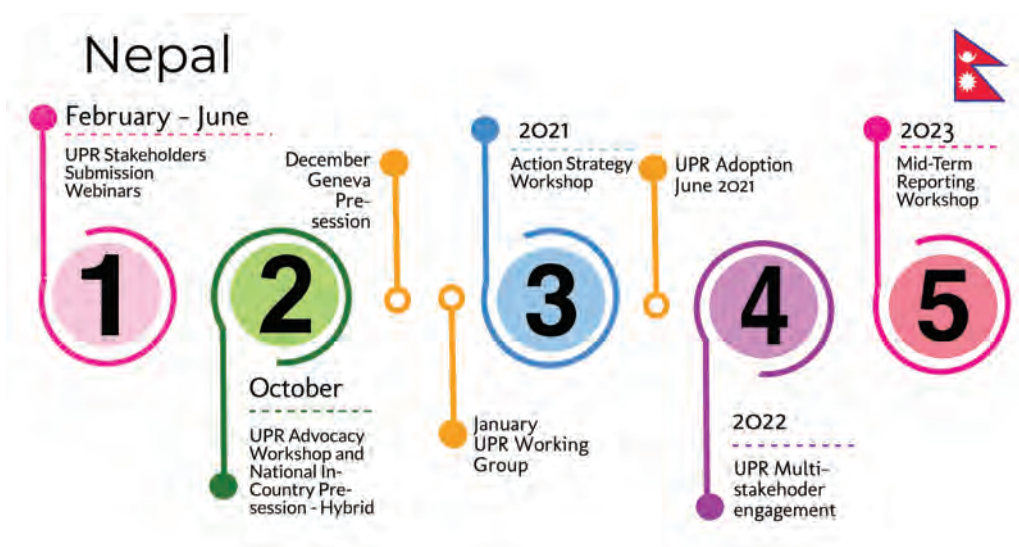 Nepal
February – June
UPR Stakeholders
Submission
Webinars
1
2
October
UPR Advocacy
Workshop and
National In-
Country Pre-
session - Hybrid
December
Geneva
Pre-
session
January
UPR Working
Group
2021
Action Strategy
Workshop
3
UPR Adoption
June 2021
4
2022
UPR Multi-
stakehoder
engagement
2023
Mid-Term
Reporting
Workshop
5